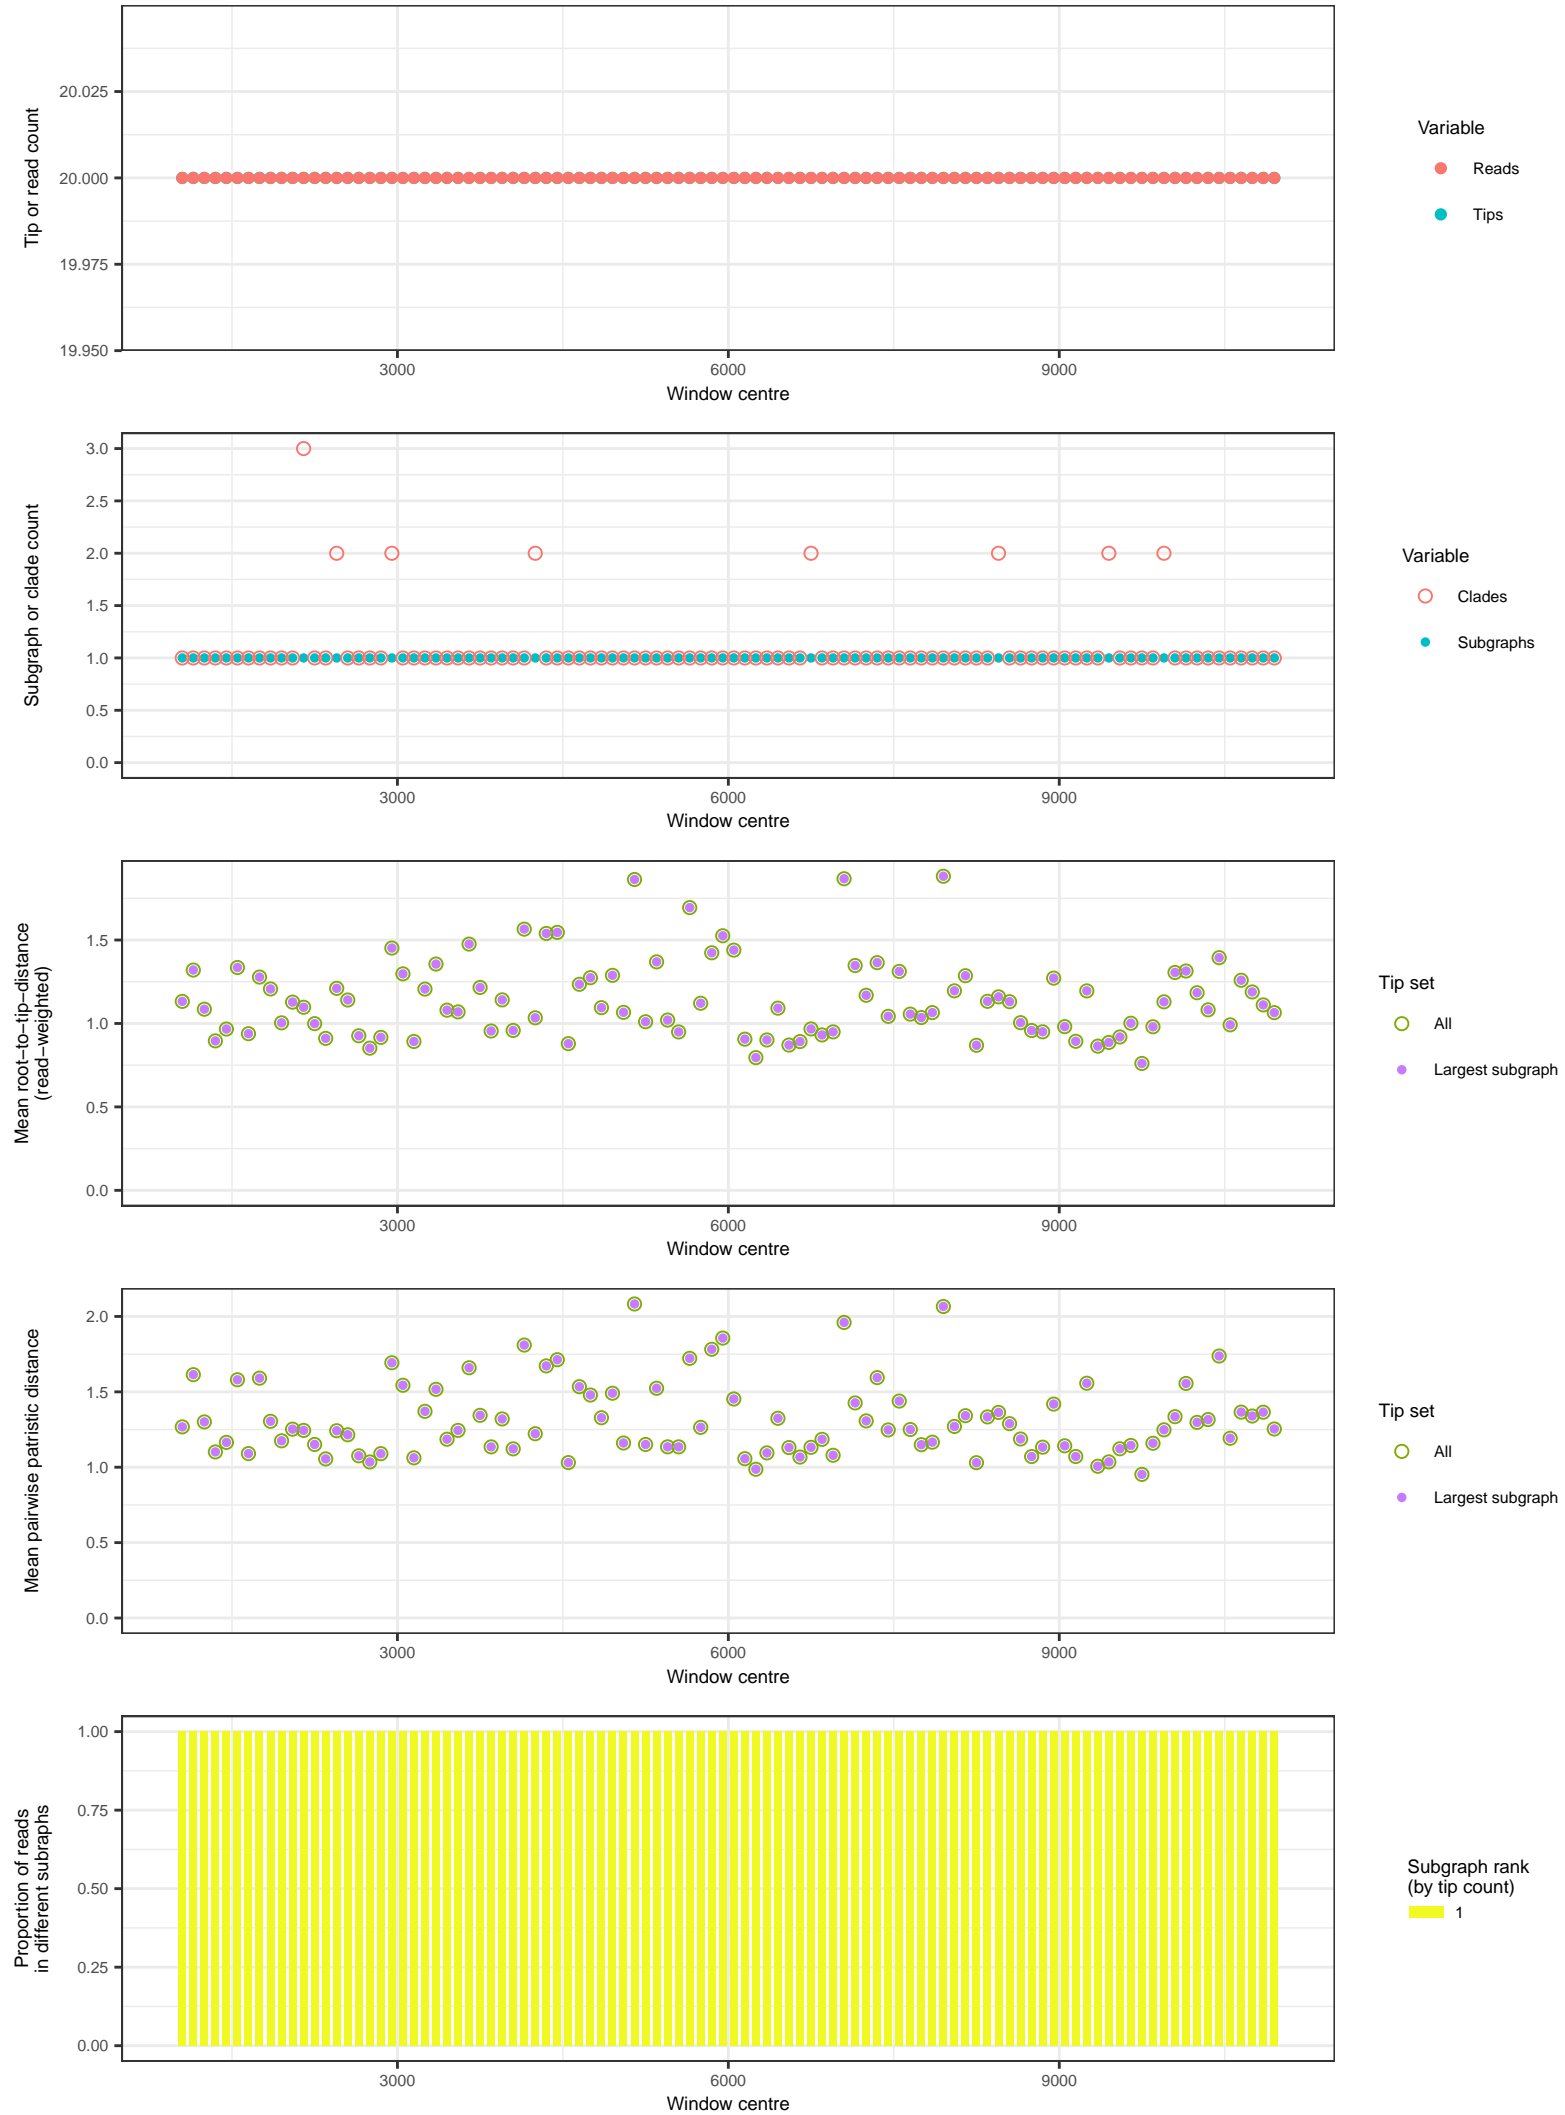 20.025
20.000
19.975
19.950
Tip or read count
3000 6000 9000
Window centre
Variable
Reads
Tips
3.0
2.5
2.0
1.5
1.0
0.5
0.0
Subgraph or clade count
3000 6000 9000
Window centre
Variable
Clades
Subgraphs
1.5
1.0
0.5
0.0
Mean root−to−tip−distance
(read−weighted)
3000 6000 9000
Window centre
Tip set
All
Largest subgraph
2.0
1.5
1.0
0.5
0.0
Mean pairwise patristic distance
3000 6000 9000
Window centre
Tip set
All
Largest subgraph
1.00
0.75
0.50
0.25
0.00
Proportion of reads
in different subraphs
3000 6000 9000
Window centre
Subgraph rank
(by tip count)
1